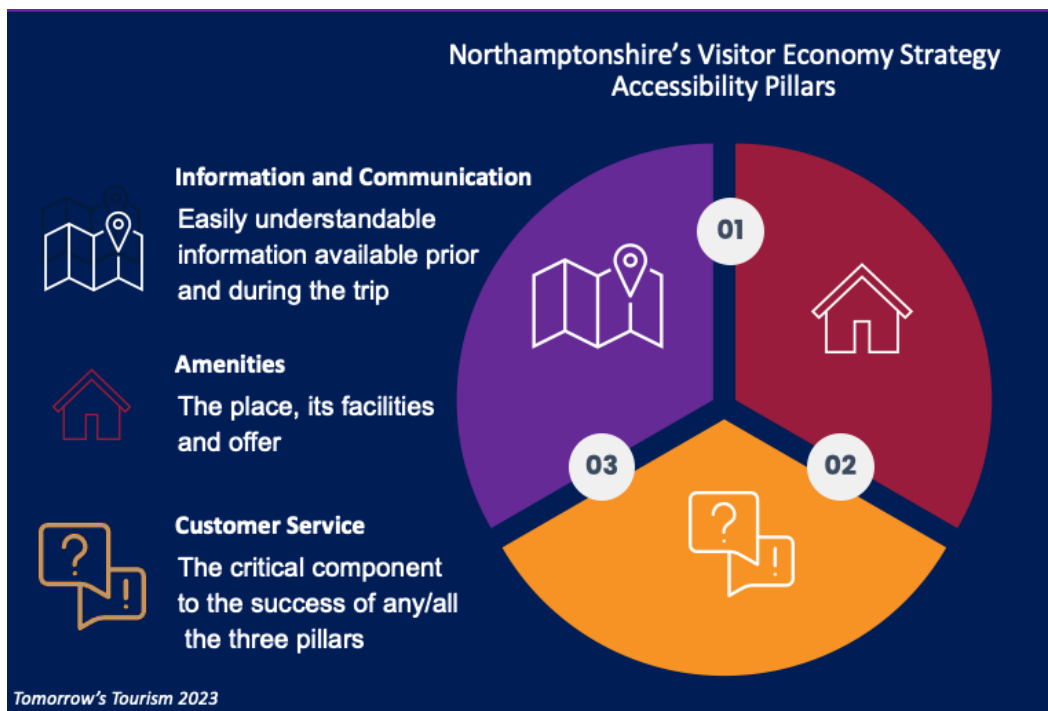 Northamptonshire's Visitor Economy Strategy
Accessibility Pillars
Information and Communication
Easily understandable
information available prior
and during the trip
Amenities
The place, its facilities
and offer
Customer Service
The critical component
to the success of any/all
the three pillars
01
02
03
?
!
?
!
Tomorrow's Tourism 2023